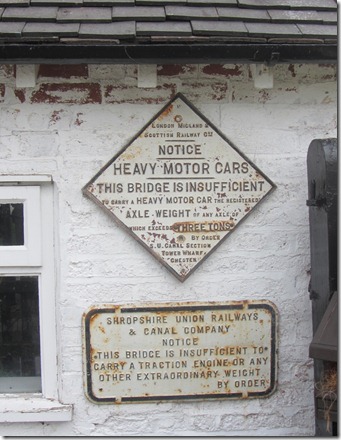 LONDON MIDLAND &
SCOTTISH RAILWAY COY
NOTICE
HEAVY MOTOR CARS
THIS BRIDGE IS INSUFFICIENT
TO CARRY A HEAVY MOTOR CAR THE REGISTERED
AXLE WEIGHT OF ANY AXLE OF
WHICH EXCEEDS THREE TONS
BY ORDER
S.U. CANAL SECTION
TOWER WHARF
CHESTER
SHROPSHIRE UNION RAILWAYS
& CANAL COMPANY
NOTICE
THIS BRIDGE IS INSUFFICIENT TO
CARRY A TRACTION ENGINE OR ANY
OTHER EXTRAORDINARY WEIGHT.
BY ORDER